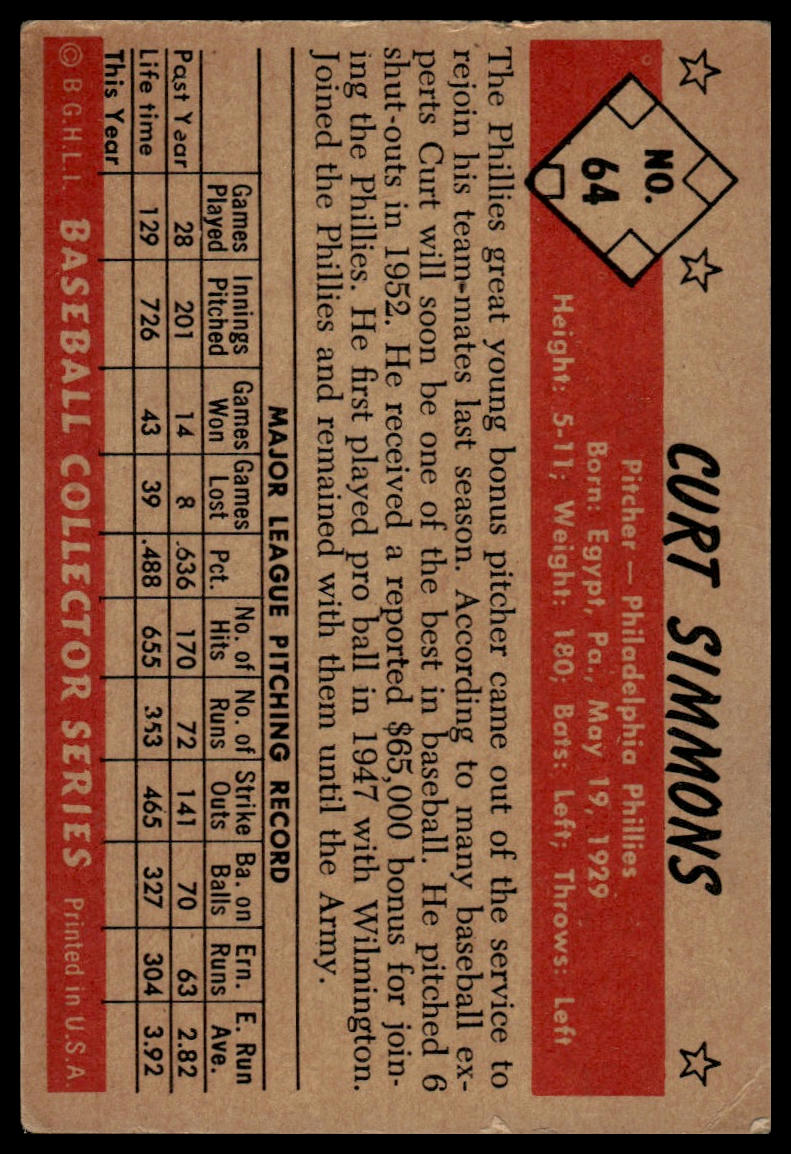 NO.
64
CURT SIMMONS
Pitcher — Philadelphia Phillies
Born: Egypt, Pa., May 19, 1929
Height: 5-11; Weight: 180; Bats: Left; Throws: Left
The Phillies great young bonus pitcher came out of the service to
rejoin his team-mates last season. According to many baseball ex-
perts Curt will soon be one of the best in baseball. He pitched 6
shut-outs in 1952. He received a reported $65,000 bonus for join-
ing the Phillies. He first played pro ball in 1947 with Wilmington.
Joined the Phillies and remained with them until the Army.
MAJOR LEAGUE PITCHING RECORD
Games Innings Games Games No. of No. of Strike Ba. on Ern. E. Run
Played Pitched Won Lost Pct. Hits Runs Outs Balls Runs Ave.
Past Year 28 201 14 8 .636 170 72 141 70 63 2.82
Life time 129 726 43 39 .488 655 353 465 327 304 3.92
This Year
© B.G.H.L.I. BASEBALL COLLECTOR SERIES Printed in U.S.A.